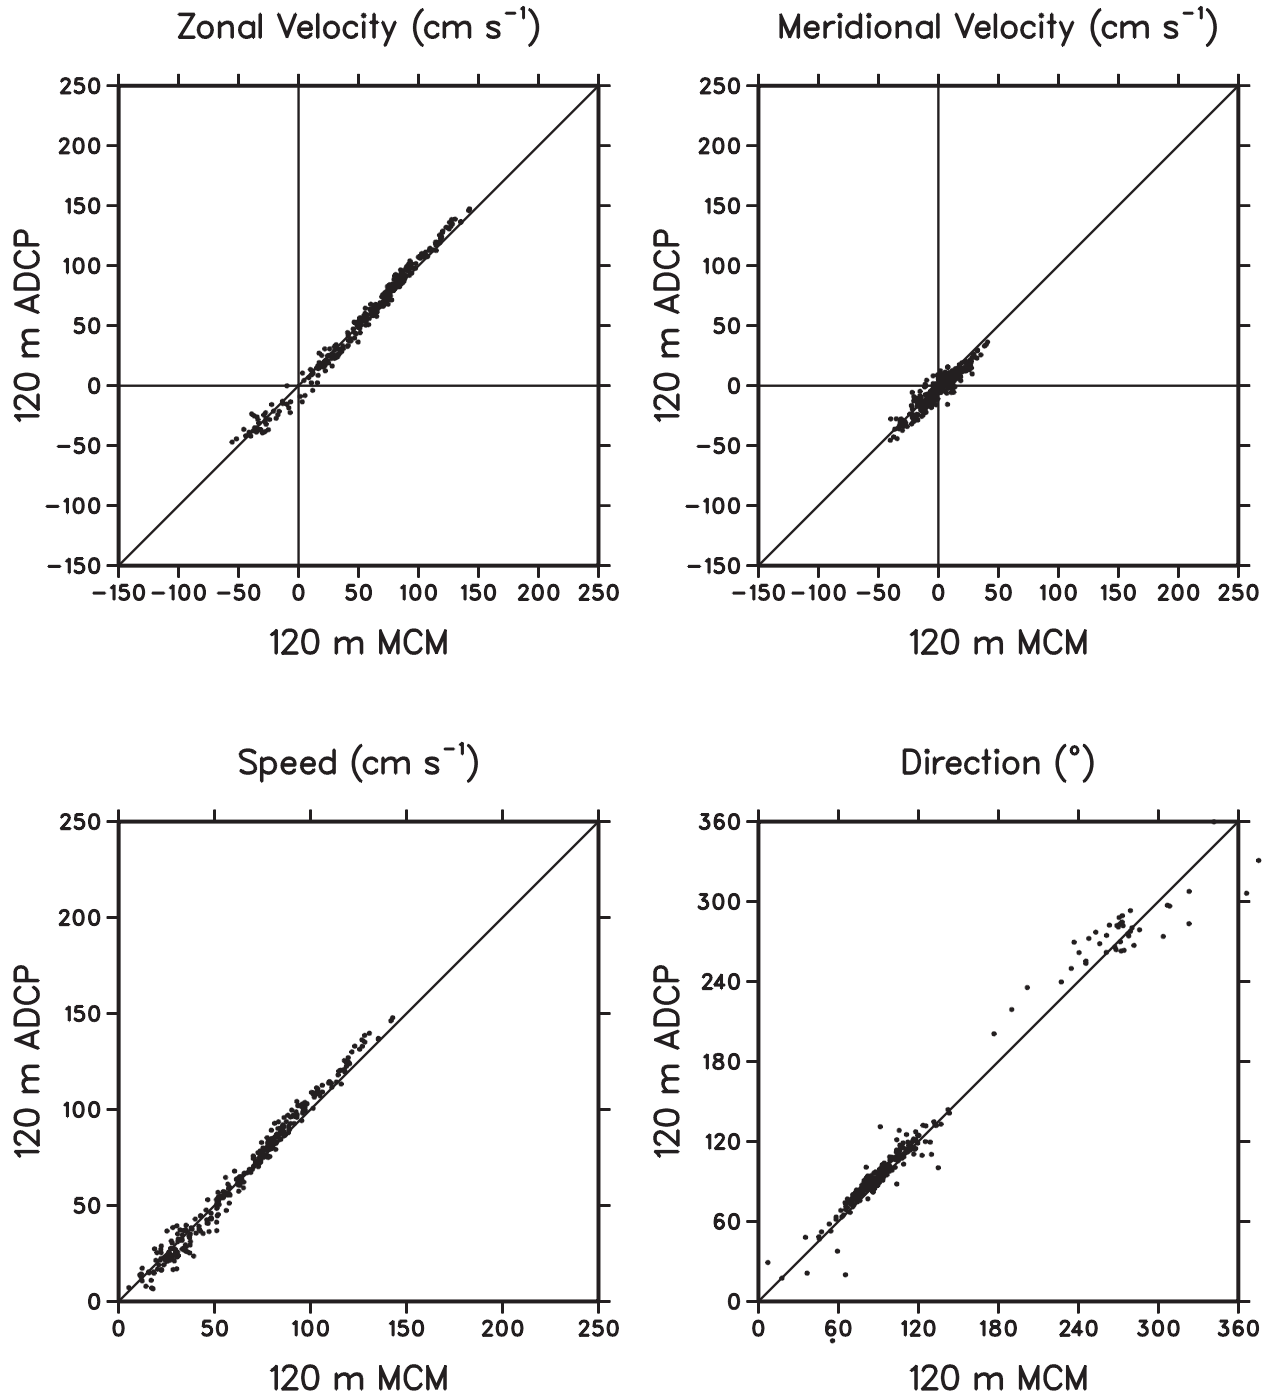 Zonal Velocity (cm s⁻¹)
250
200
150
100
50
0
−50
−100
−150
120 m ADCP
−150 −100 −50 0 50 100 150 200 250
120 m MCM
Meridional Velocity (cm s⁻¹)
250
200
150
100
50
0
−50
−100
−150
120 m ADCP
−150 −100 −50 0 50 100 150 200 250
120 m MCM
Speed (cm s⁻¹)
250
200
150
100
50
0
120 m ADCP
0 50 100 150 200 250
120 m MCM
Direction (°)
360
300
240
180
120
60
0
120 m ADCP
0 60 120 180 240 300 360
120 m MCM